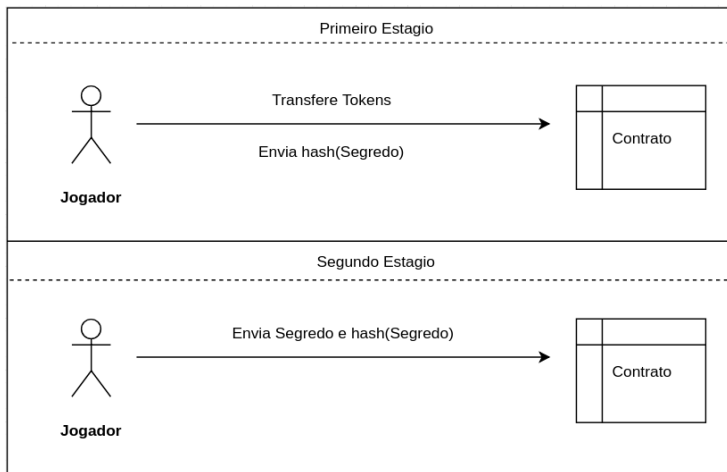 Primeiro Estagio
Transfere Tokens
Envia hash(Segredo)
Contrato
Jogador
Segundo Estagio
Envia Segredo e hash(Segredo)
Contrato
Jogador